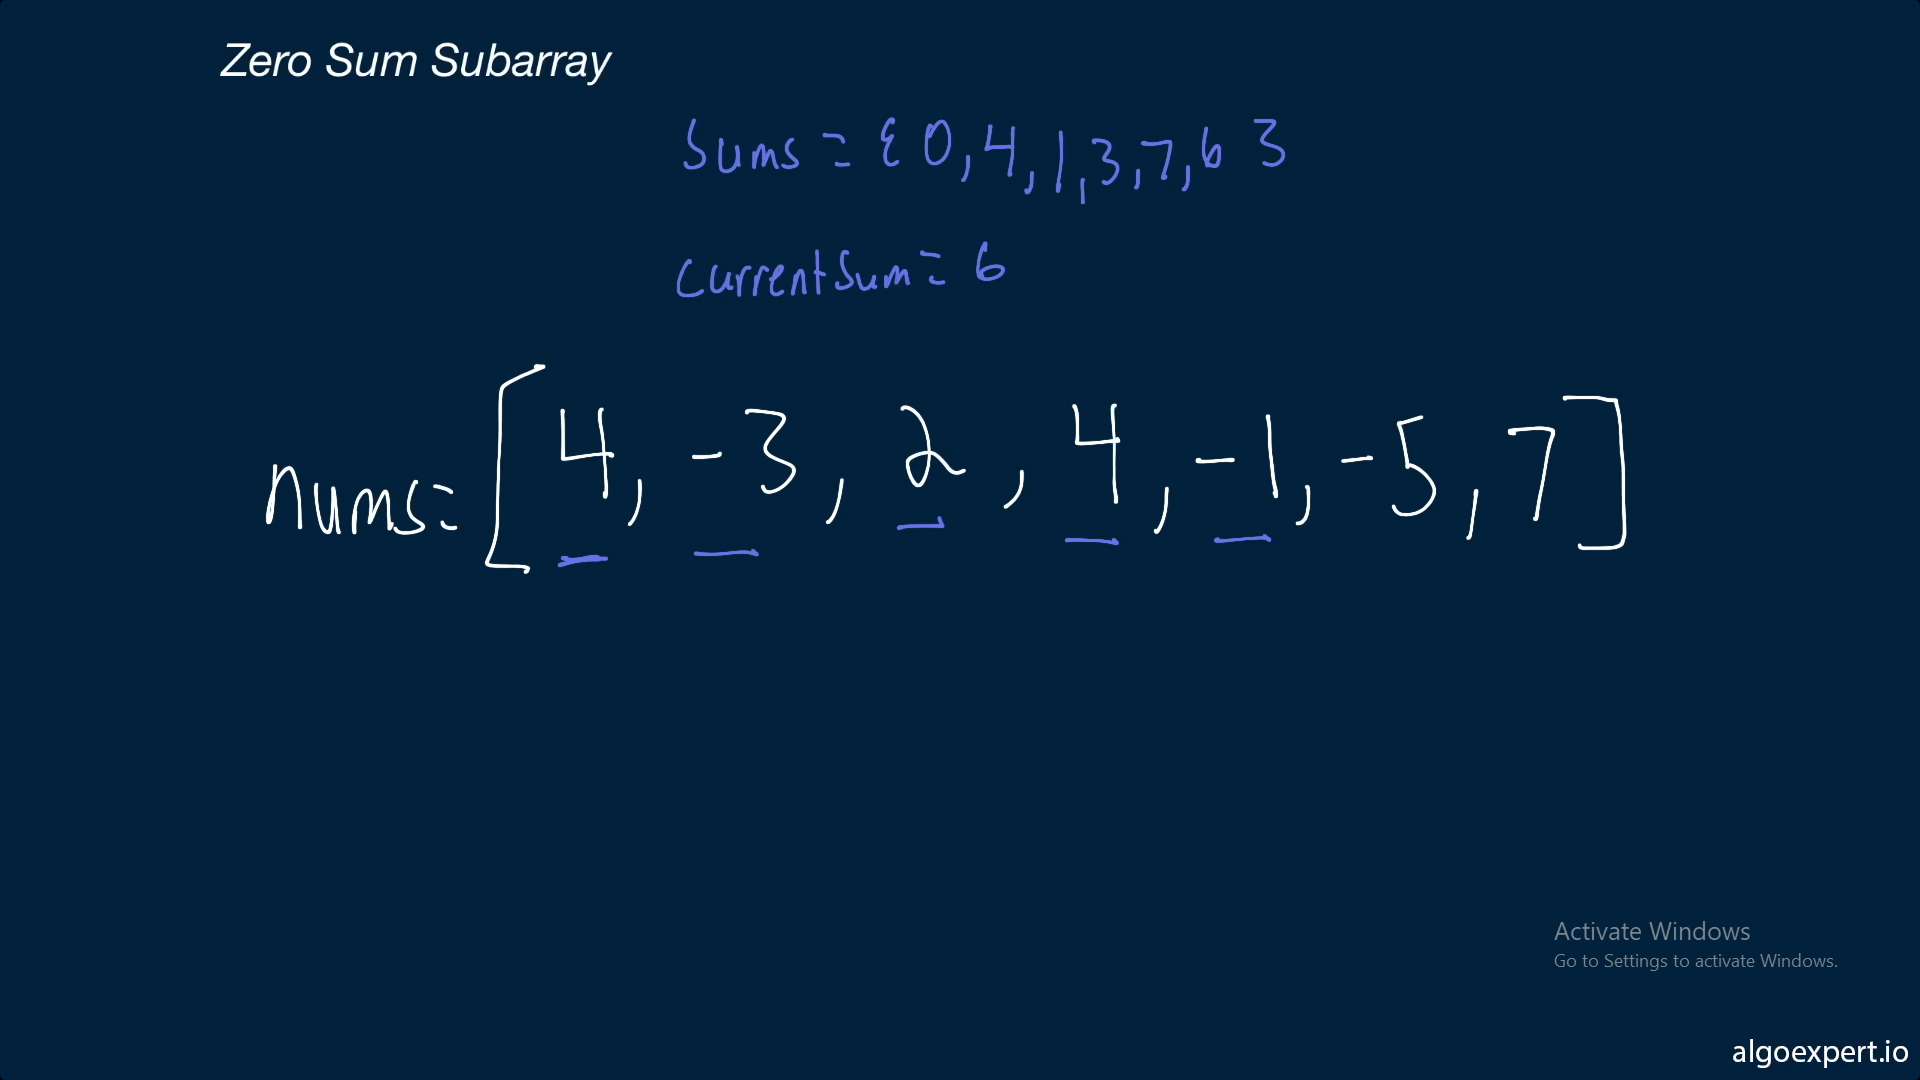 Zero Sum Subarray
Sums = { 0, 4, 1, 3, 7, 6 }
currentSum = 6
nums = [ 4, -3, 2, 4, -1, -5, 7 ]
Activate Windows
Go to Settings to activate Windows.
algoexpert.io